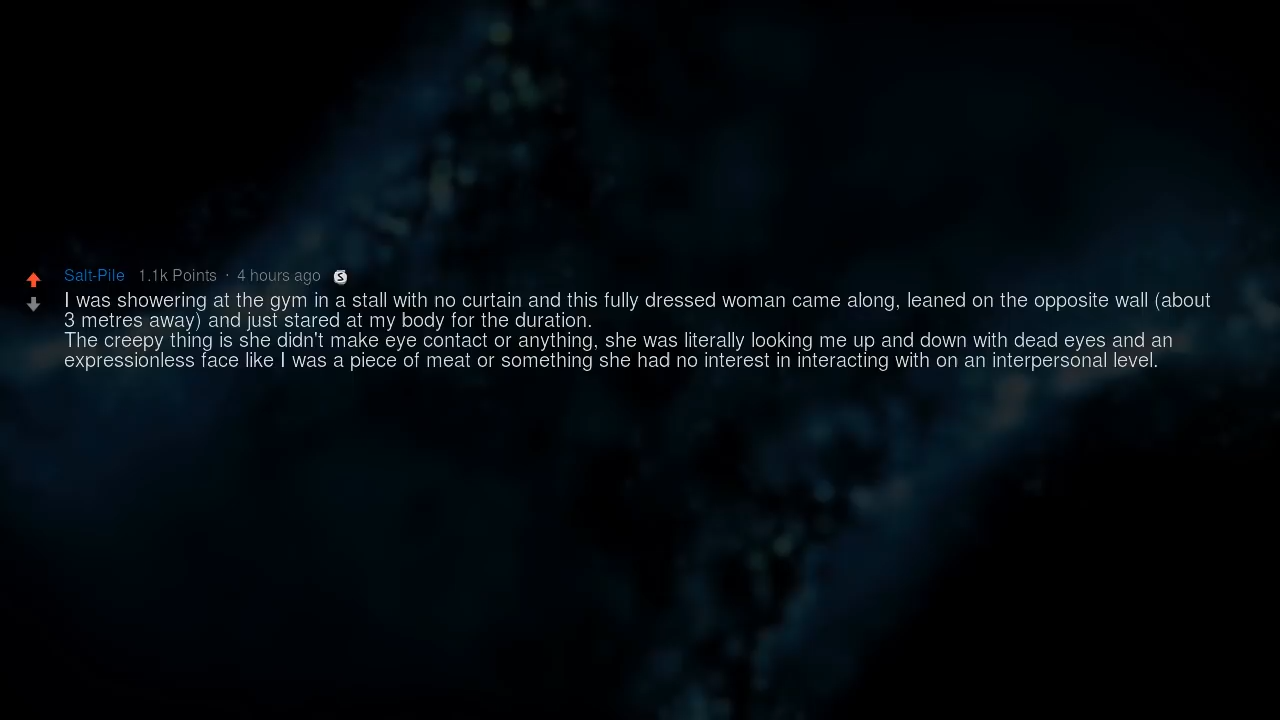 Salt-Pile 1.1k Points · 4 hours ago S
I was showering at the gym in a stall with no curtain and this fully dressed woman came along, leaned on the opposite wall (about
3 metres away) and just stared at my body for the duration.
The creepy thing is she didn't make eye contact or anything, she was literally looking me up and down with dead eyes and an
expressionless face like I was a piece of meat or something she had no interest in interacting with on an interpersonal level.